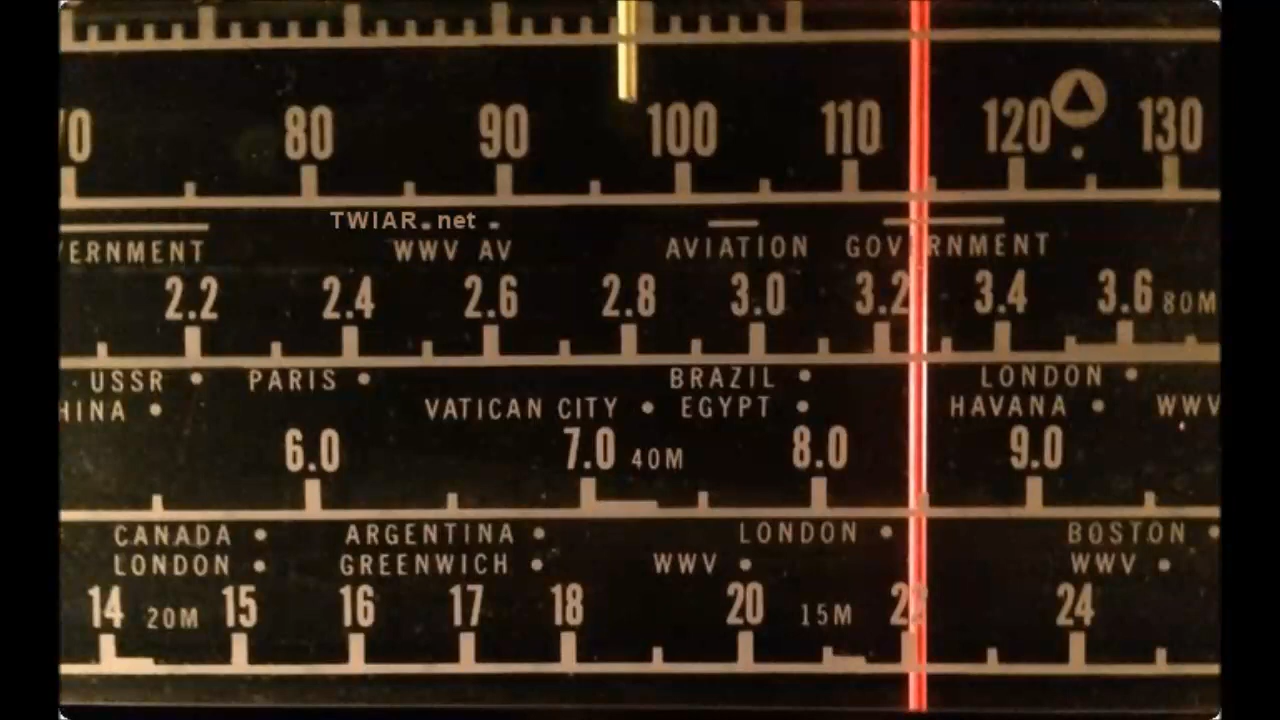 70 80 90 100 110 120 130
TWIAR.net
ERNMENT WWV AV AVIATION GOVERNMENT
2.2 2.4 2.6 2.8 3.0 3.2 3.4 3.6 80M
USSR PARIS BRAZIL LONDON
HINA VATICAN CITY EGYPT HAVANA WWV
6.0 7.0 40M 8.0 9.0
CANADA ARGENTINA LONDON BOSTON
LONDON GREENWICH WWV WWV
14 20M 15 16 17 18 20 15M 22 24